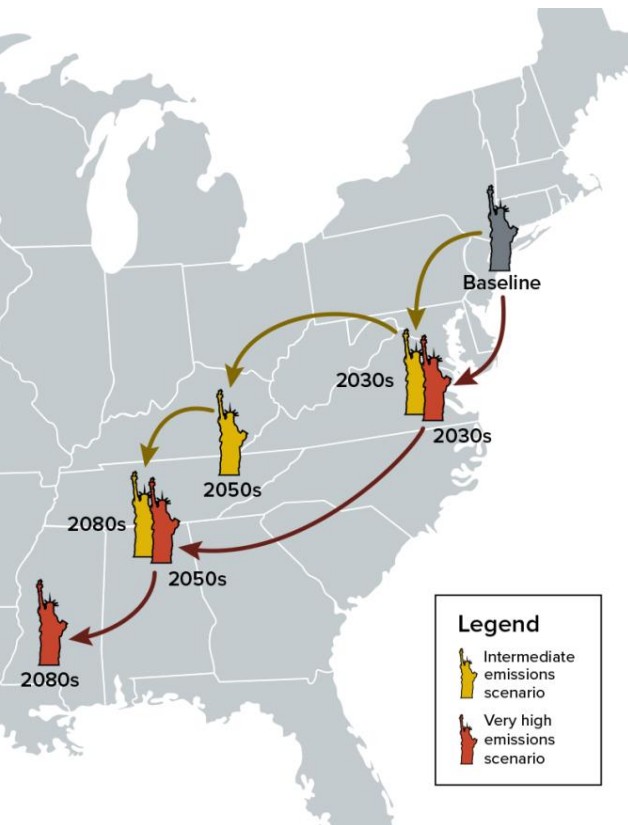 Baseline
2030s
2030s
2050s
2080s
2050s
2080s
Legend
Intermediate
emissions
scenario
Very high
emissions
scenario